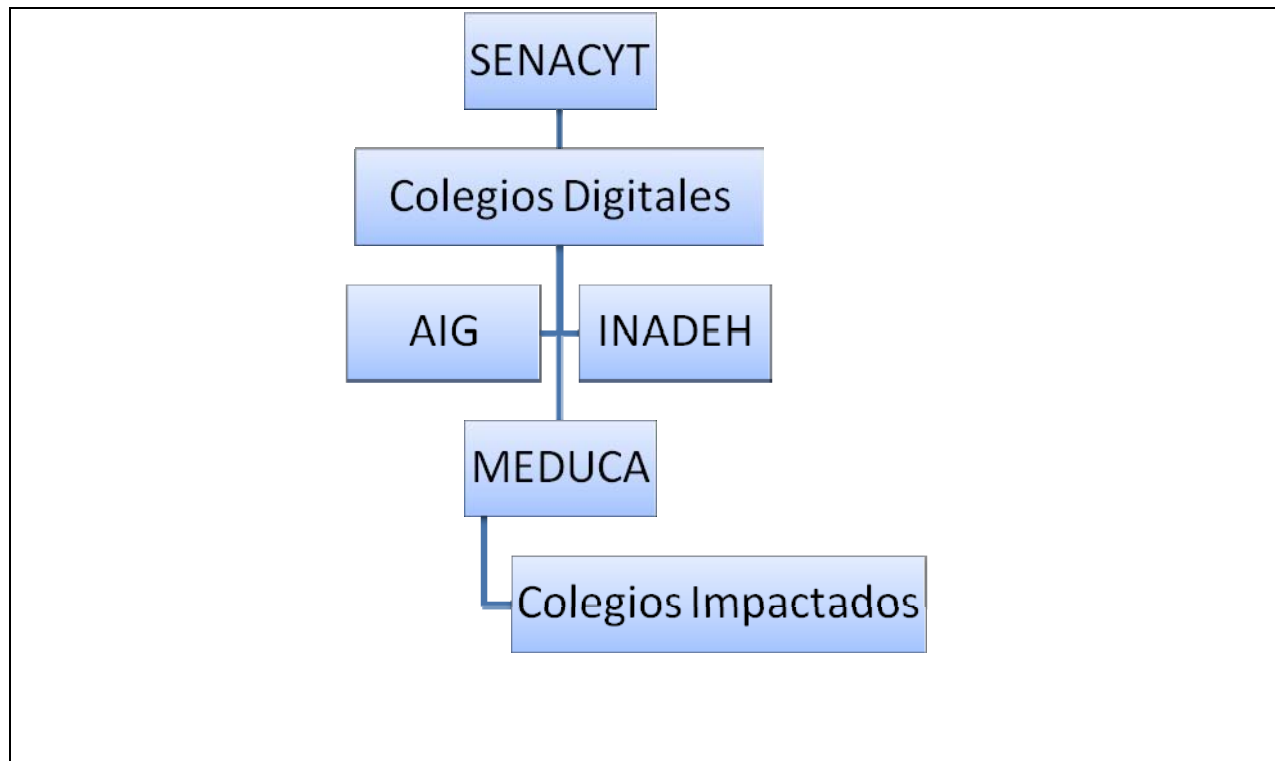 SENACYT
Colegios Digitales
AIG
INADEH
MEDUCA
Colegios Impactados